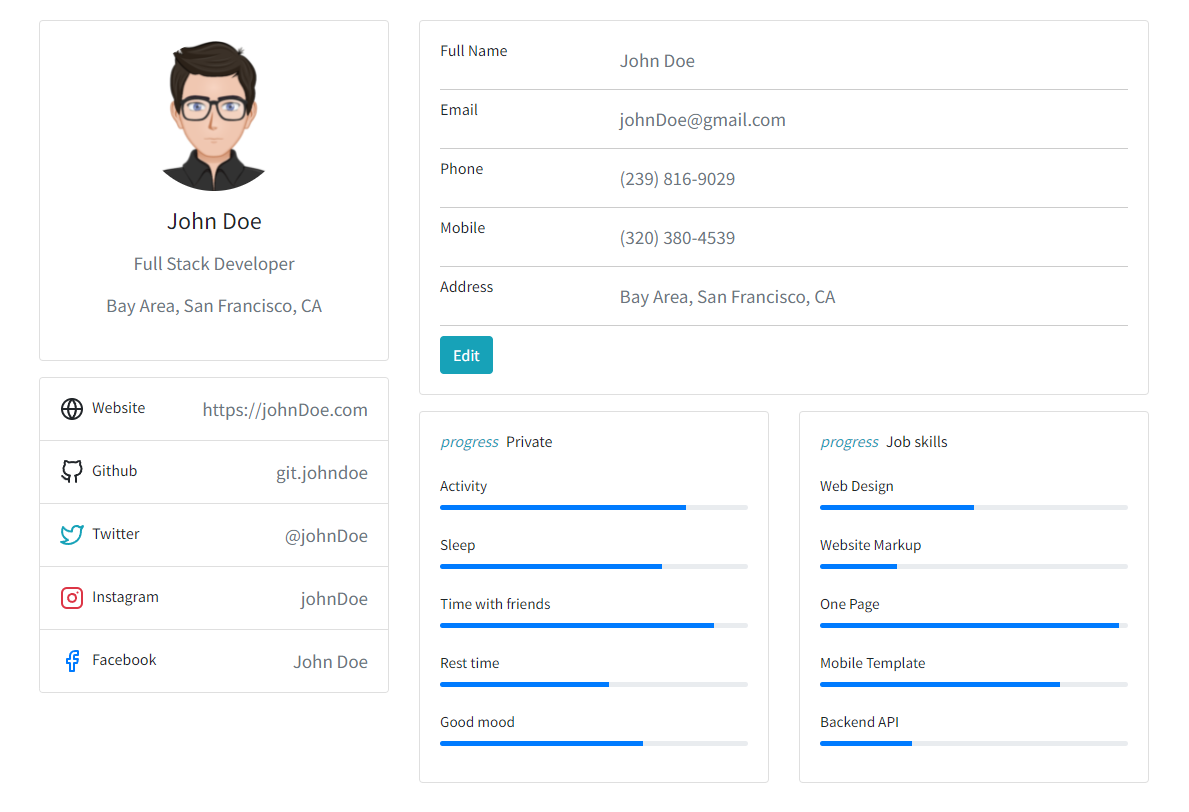 John Doe
Full Stack Developer
Bay Area, San Francisco, CA
Website https://johnDoe.com
Github git.johndoe
Twitter @johnDoe
Instagram johnDoe
Facebook John Doe
Full Name John Doe
Email johnDoe@gmail.com
Phone (239) 816-9029
Mobile (320) 380-4539
Address Bay Area, San Francisco, CA
Edit
progress Private
Activity
Sleep
Time with friends
Rest time
Good mood
progress Job skills
Web Design
Website Markup
One Page
Mobile Template
Backend API